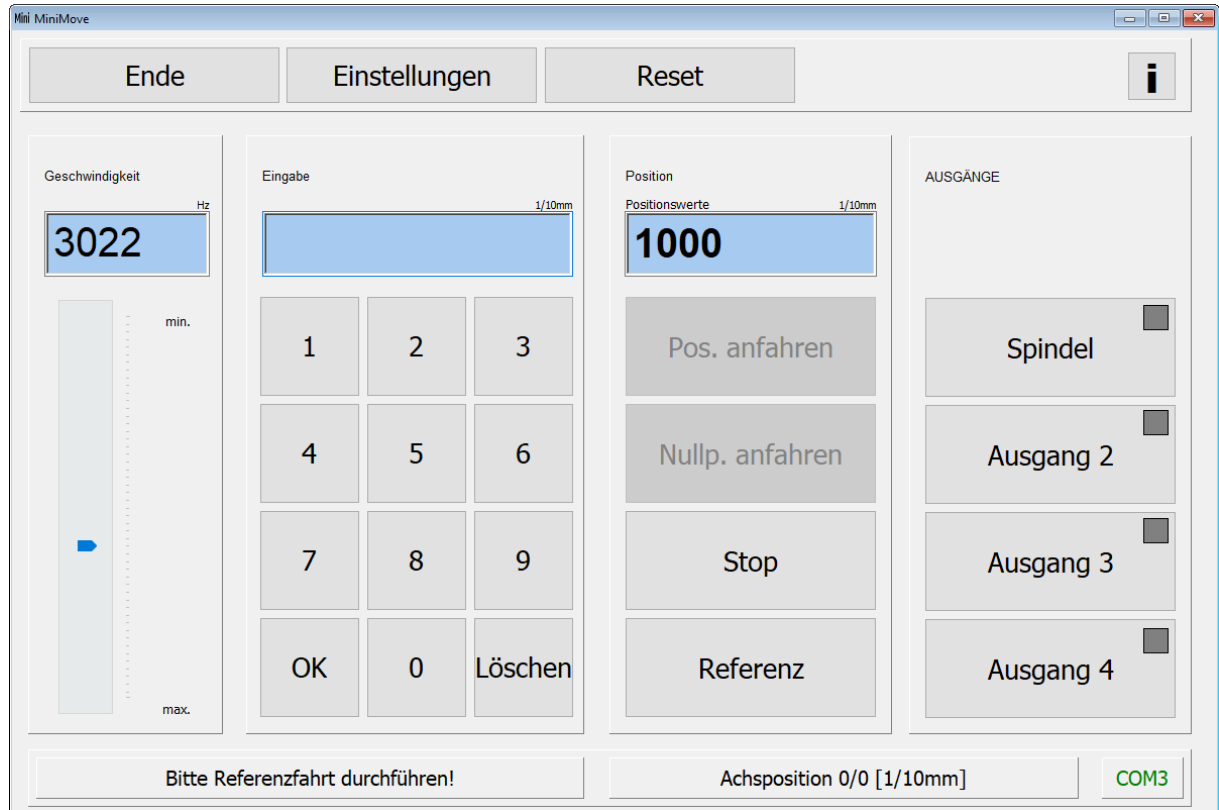 Mini MiniMove
Ende
Einstellungen
Reset
i
Geschwindigkeit
Hz
3022
min.
max.
Eingabe
1/10mm
1
2
3
4
5
6
7
8
9
OK
0
Löschen
Position
Positionswerte 1/10mm
1000
Pos. anfahren
Nullp. anfahren
Stop
Referenz
AUSGÄNGE
Spindel
Ausgang 2
Ausgang 3
Ausgang 4
Bitte Referenzfahrt durchführen!
Achsposition 0/0 [1/10mm]
COM3